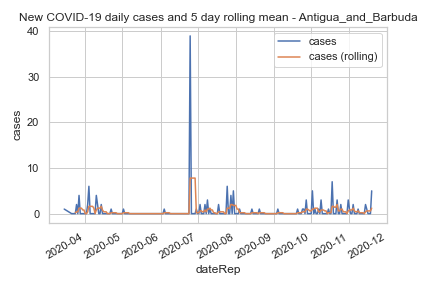 New COVID-19 daily cases and 5 day rolling mean - Antigua_and_Barbuda
cases
cases (rolling)
40
30
20
10
0
cases
2020-04
2020-05
2020-06
2020-07
2020-08
2020-09
2020-10
2020-11
2020-12
dateRep